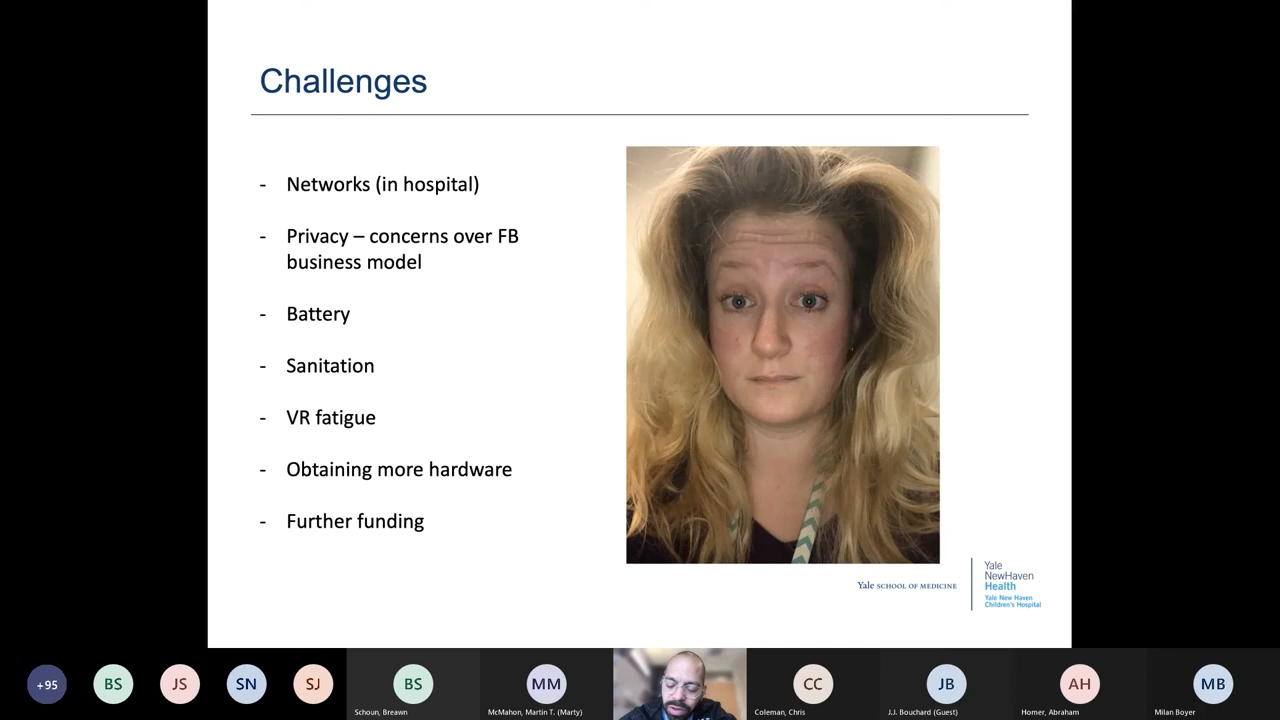 Challenges
- Networks (in hospital)
- Privacy – concerns over FB
business model
- Battery
- Sanitation
- VR fatigue
- Obtaining more hardware
- Further funding
Yale SCHOOL OF MEDICINE
Yale
NewHaven
Health
Yale New Haven
Children's Hospital
+95
BS
JS
SN
SJ
BS
Schoun, Breawn
MM
McMahon, Martin T. (Marty)
CC
Coleman, Chris
JB
J.J. Bouchard (Guest)
AH
Homer, Abraham
MB
Milan Boyer